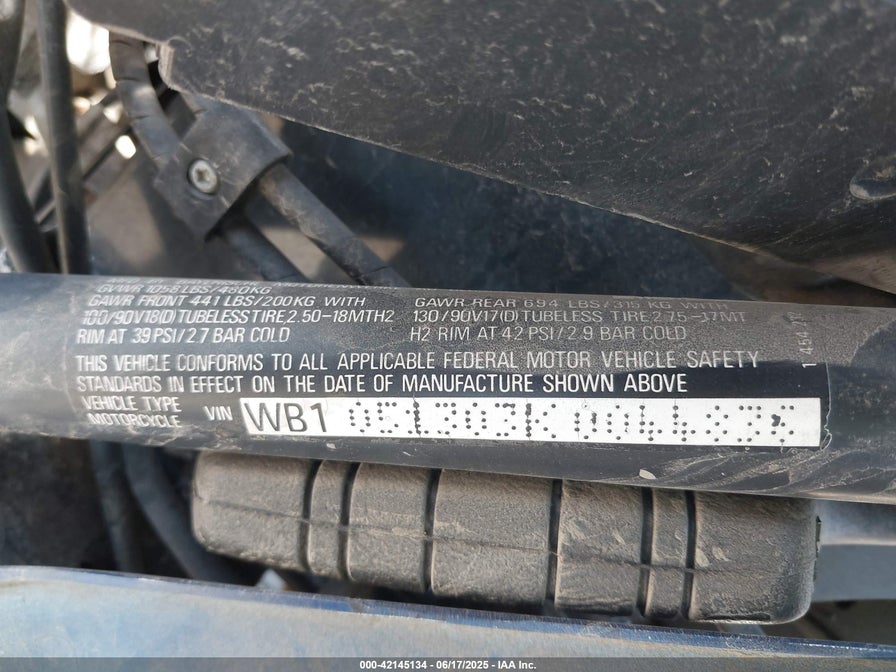 GVWR 1058 LBS/480KG
GAWR FRONT 441 LBS/200KG WITH
100/90V18(D) TUBELESS TIRE 2.50-18MTH2
RIM AT 39 PSI/2.7 BAR COLD
GAWR REAR 694 LBS/315 KG WITH
130/90V17(D) TUBELESS TIRE 2.75-17MT
H2 RIM AT 42 PSI/2.9 BAR COLD
THIS VEHICLE CONFORMS TO ALL APPLICABLE FEDERAL MOTOR VEHICLE SAFETY
STANDARDS IN EFFECT ON THE DATE OF MANUFACTURE SHOWN ABOVE
VEHICLE TYPE
MOTORCYCLE
VIN WB1
000-42145134 - 06/17/2025 - IAA Inc.